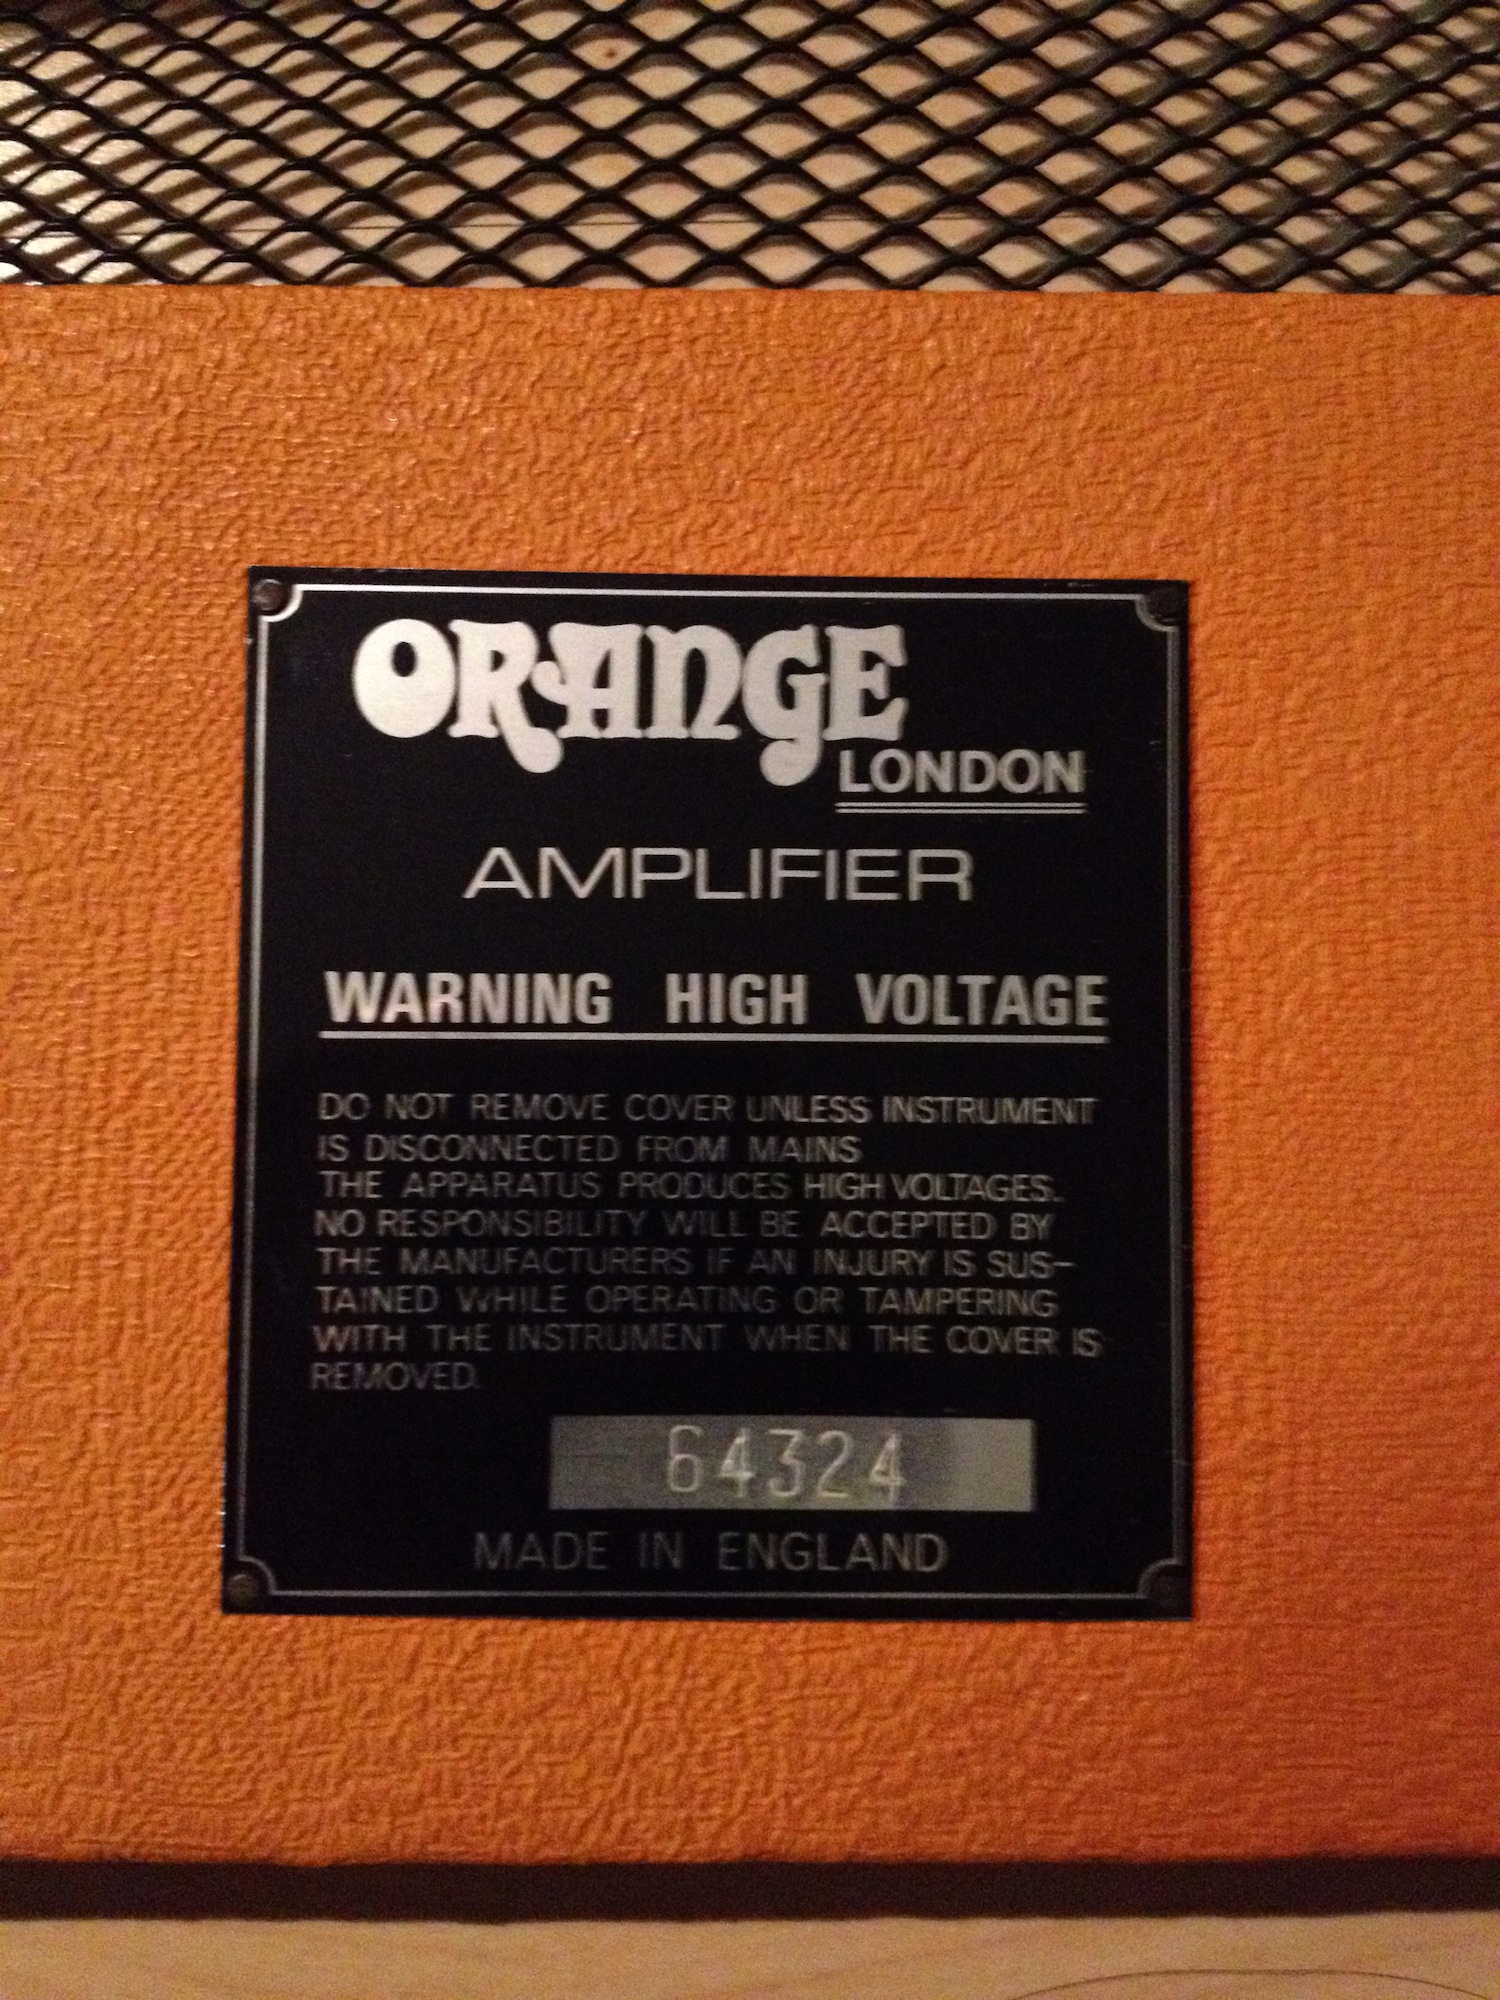 ORANGE
LONDON
AMPLIFIER
WARNING HIGH VOLTAGE
DO NOT REMOVE COVER UNLESS INSTRUMENT
IS DISCONNECTED FROM MAINS
THE APPARATUS PRODUCES HIGH VOLTAGES.
NO RESPONSIBILITY WILL BE ACCEPTED BY
THE MANUFACTURERS IF AN INJURY IS SUS-
TAINED WHILE OPERATING OR TAMPERING
WITH THE INSTRUMENT WHEN THE COVER IS
REMOVED.
64324
MADE IN ENGLAND